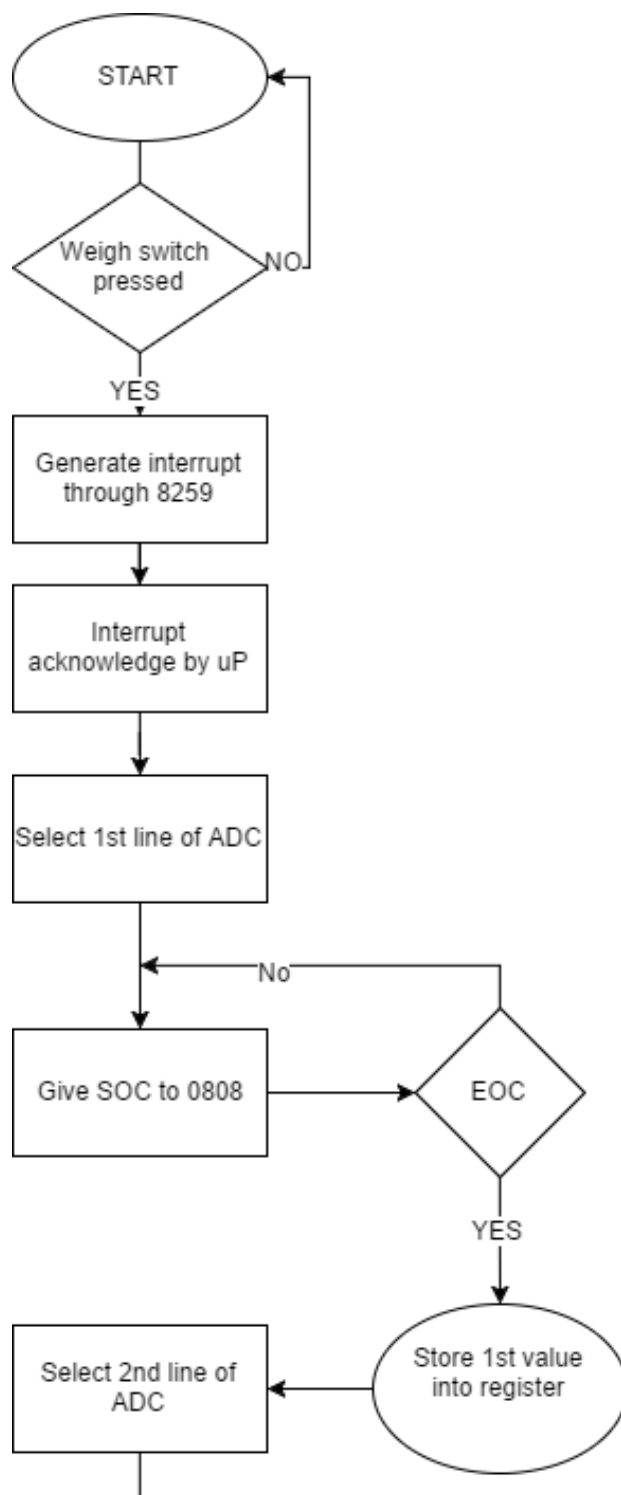 START
Weigh switch
pressed
NO
YES
Generate interrupt
through 8259
Interrupt
acknowledge by uP
Select 1st line of ADC
No
Give SOC to 0808
EOC
YES
Store 1st value
into register
Select 2nd line of
ADC